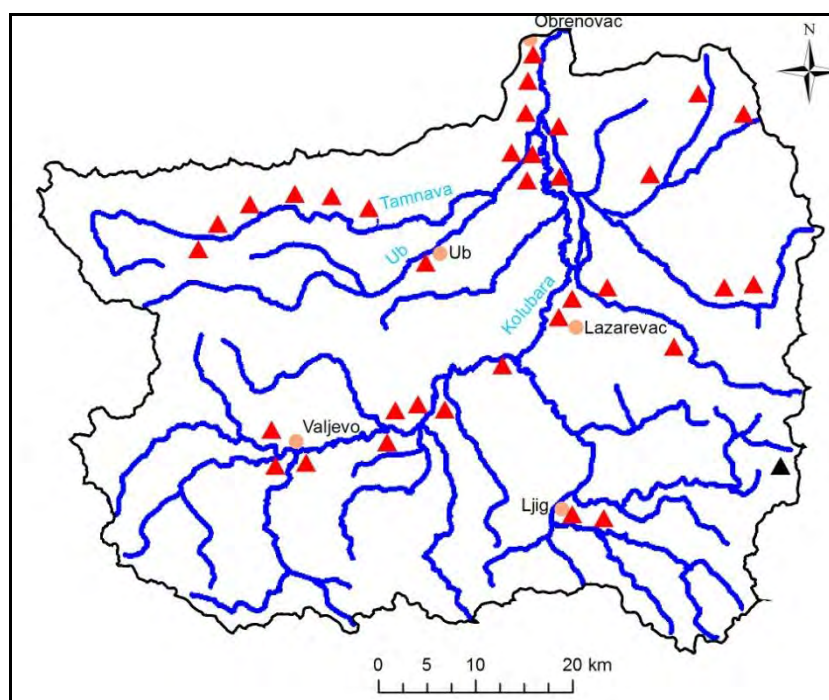 Obrenovac
N
Tamnava
Ub
Ub
Kolubara
Lazarevac
Valjevo
Ljig
0 5 10 20 km